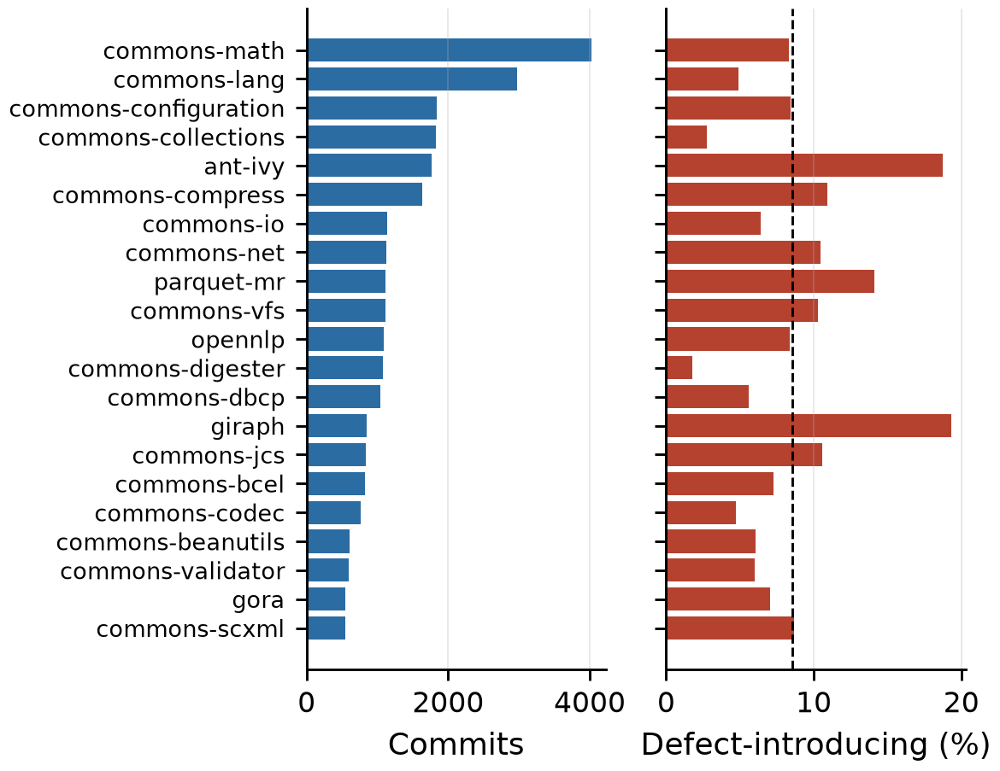 commons-math
commons-lang
commons-configuration
commons-collections
ant-ivy
commons-compress
commons-io
commons-net
parquet-mr
commons-vfs
opennlp
commons-digester
commons-dbcp
giraph
commons-jcs
commons-bcel
commons-codec
commons-beanutils
commons-validator
gora
commons-scxml
0 2000 4000 0 10 20
Commits Defect-introducing (%)